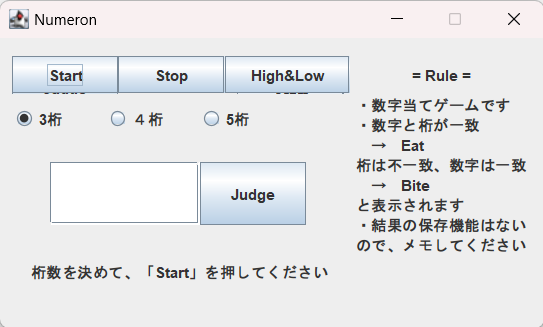 Numeron
Start Stop High&Low
= Rule =
3桁 ４桁 5桁
・数字当てゲームです
・数字と桁が一致
→ Eat
桁は不一致、数字は一致
→ Bite
と表示されます
・結果の保存機能はない
ので、メモしてください
Judge
桁数を決めて、「Start」を押してください